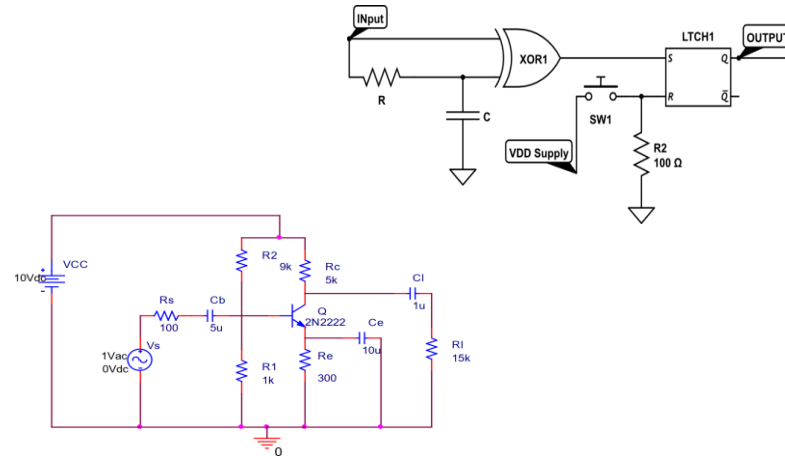 INput
LTCH1
OUTPUT
XOR1
S
Q
R
C
SW1
R
Q
VDD Supply
R2
100 Ω
VCC
10Vdc
R2
9k
Rc
5k
Cl
1u
Rs
100
Cb
5u
Q
2N2222
Vs
1Vac
0Vdc
R1
1k
Re
300
Ce
10u
Rl
15k
0